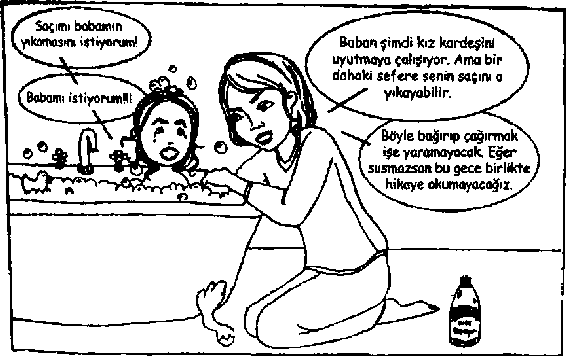 Saçımı babamın
yıkamasını istiyorum!
Babamı istiyorum!!!
Baban şimdi kız kardeşini
uyutmaya çalışıyor. Ama bir
dahaki sefere senin saçını o
yıkayabilir.
Böyle bağırıp çağırmak
işe yaramayacak. Eğer
susmazsan bu gece birlikte
hikaye okumayacağız.